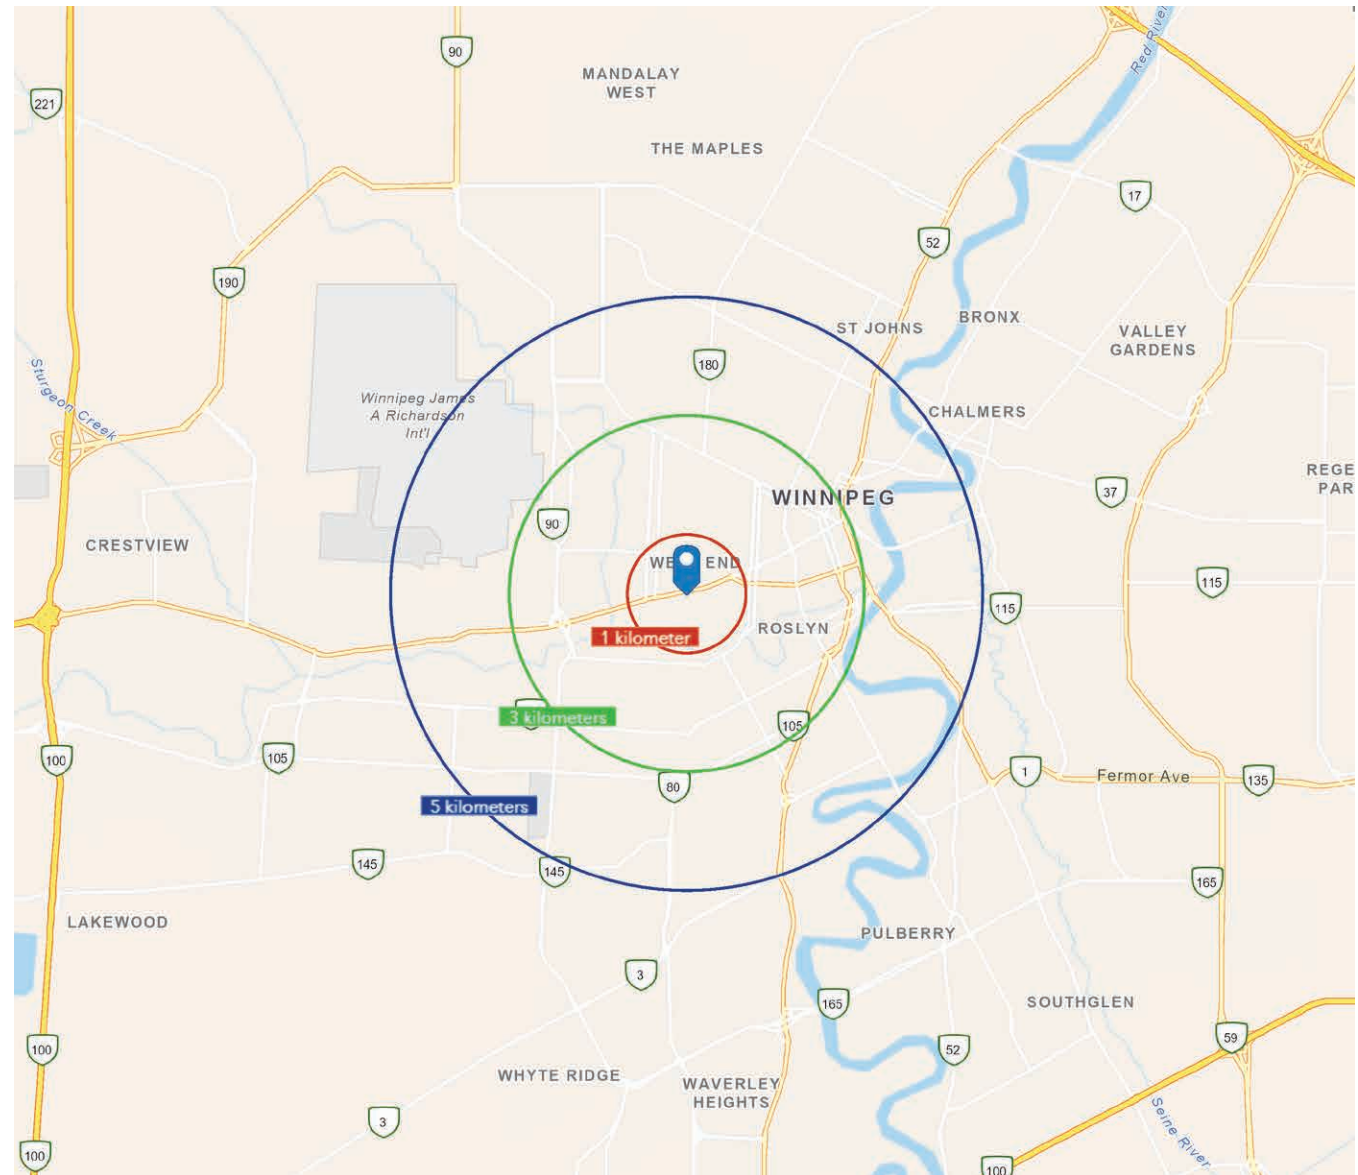 90
MANDALAY
WEST
221
Red River
THE MAPLES
17
52
190
ST JOHNS
BRONX
VALLEY
GARDENS
180
Sturgeon Creek
Winnipeg James
A Richardson
Int'l
CHALMERS
WINNIPEG
37
REGE
PAR
90
CRESTVIEW
WE END
115
115
ROSLYN
1 kilometer
3 kilometers
105
105
100
80
1
Fermor Ave
135
5 kilometers
145
145
165
LAKEWOOD
PULBERRY
3
165
SOUTHGLEN
100
52
59
WHYTE RIDGE
WAVERLEY
HEIGHTS
3
Seine River
100
100